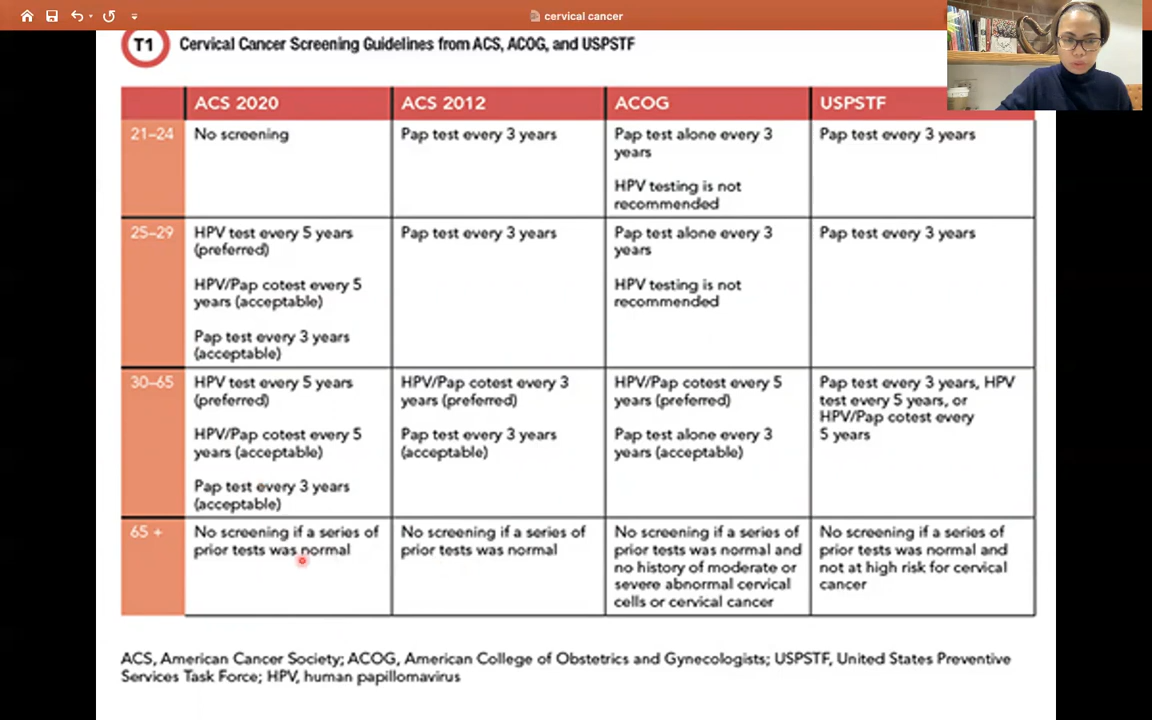 cervical cancer
T1
Cervical Cancer Screening Guidelines from ACS, ACOG, and USPSTF
ACS 2020
ACS 2012
ACOG
USPSTF
21–24
No screening
Pap test every 3 years
Pap test alone every 3
years
HPV testing is not
recommended
Pap test every 3 years
25–29
HPV test every 5 years
(preferred)
HPV/Pap cotest every 5
years (acceptable)
Pap test every 3 years
(acceptable)
Pap test every 3 years
Pap test alone every 3
years
HPV testing is not
recommended
Pap test every 3 years
30–65
HPV test every 5 years
(preferred)
HPV/Pap cotest every 5
years (acceptable)
Pap test every 3 years
(acceptable)
HPV/Pap cotest every 3
years (preferred)
Pap test every 3 years
(acceptable)
HPV/Pap cotest every 5
years (preferred)
Pap test alone every 3
years (acceptable)
Pap test every 3 years, HPV
test every 5 years, or
HPV/Pap cotest every
5 years
65 +
No screening if a series of
prior tests was normal
No screening if a series of
prior tests was normal
No screening if a series of
prior tests was normal and
no history of moderate or
severe abnormal cervical
cells or cervical cancer
No screening if a series of
prior tests was normal and
not at high risk for cervical
cancer
ACS, American Cancer Society; ACOG, American College of Obstetrics and Gynecologists; USPSTF, United States Preventive
Services Task Force; HPV, human papillomavirus